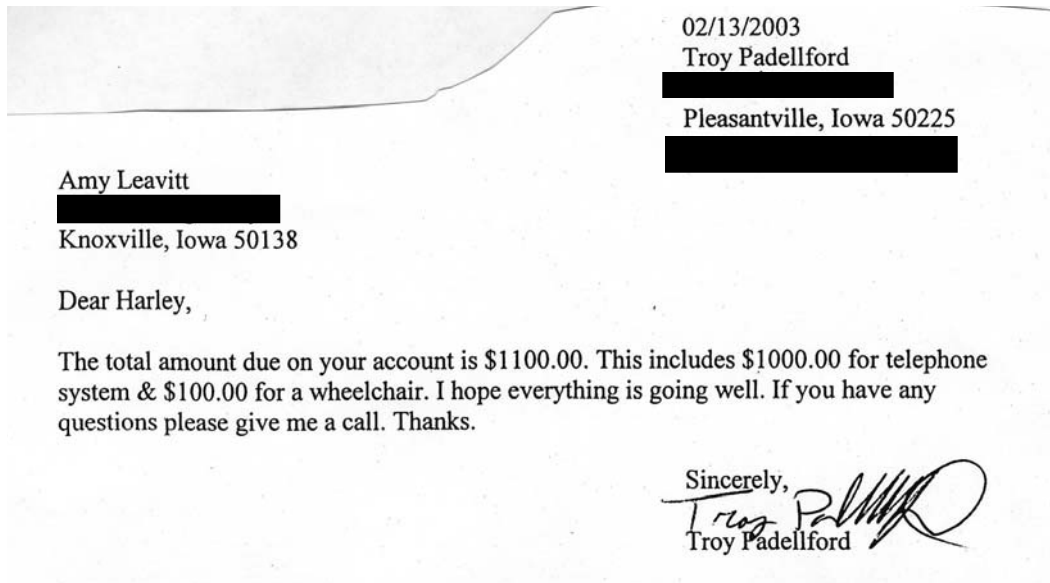 02/13/2003
Troy Padellford
Pleasantville, Iowa 50225
Amy Leavitt
Knoxville, Iowa 50138
Dear Harley,
The total amount due on your account is $1100.00. This includes $1000.00 for telephone
system & $100.00 for a wheelchair. I hope everything is going well. If you have any
questions please give me a call. Thanks.
Sincerely,
Troy Padellford